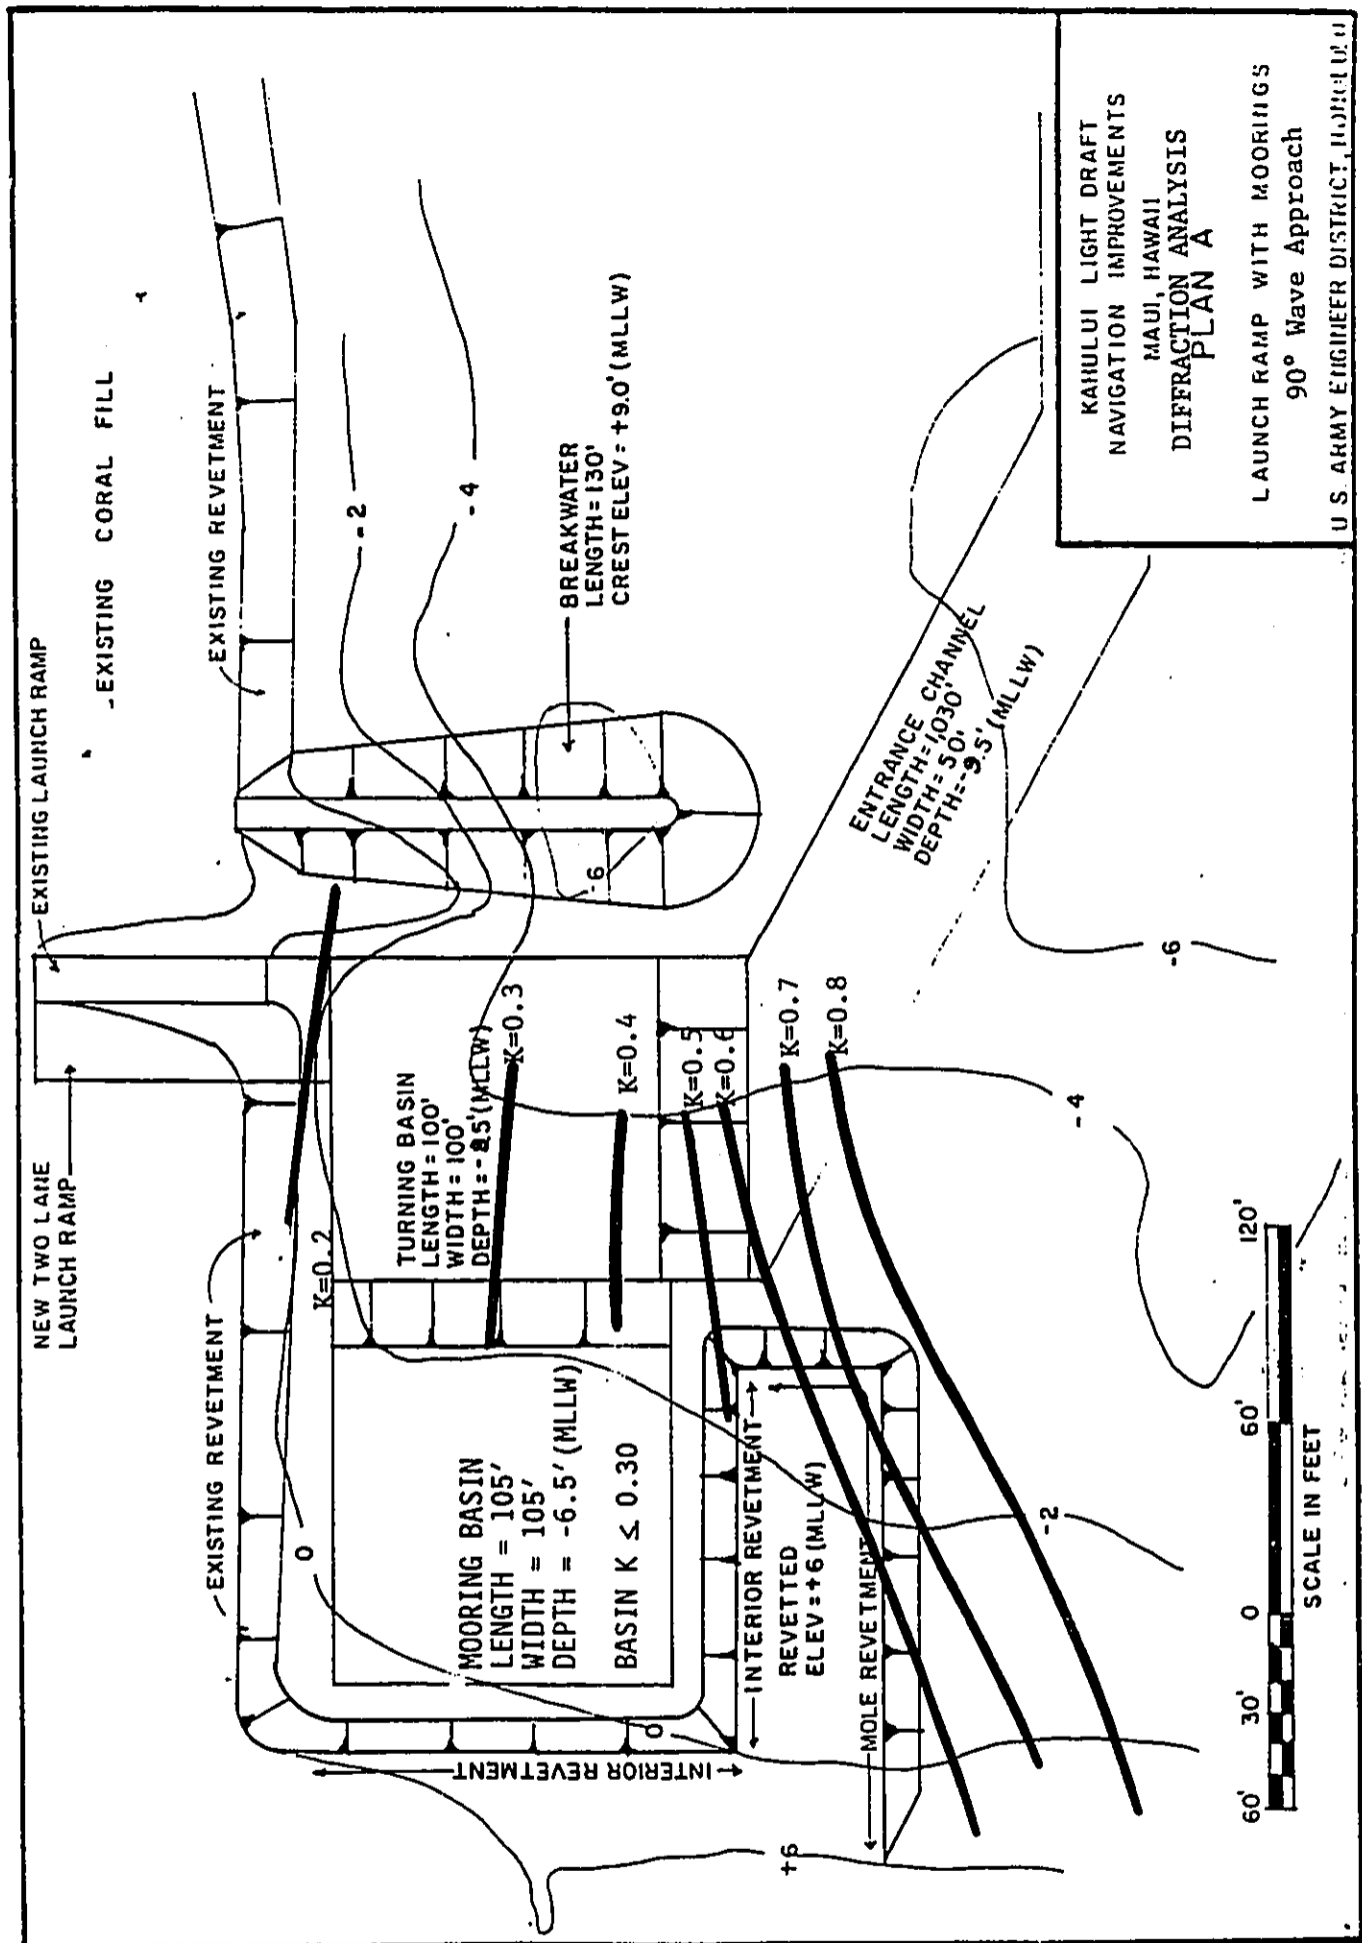 EXISTING LAUNCH RAMP
NEW TWO LANE
LAUNCH RAMP
EXISTING CORAL FILL
EXISTING REVETMENT
EXISTING REVETMENT
-2
-4
BREAKWATER
LENGTH=130'
CREST ELEV=+9.0'(MLLW)
-6
K=0.2
TURNING BASIN
LENGTH=100'
WIDTH=100'
K=0.3
K=0.4
K=0.5
K=0.6
K=0.7
K=0.8
0
MOORING BASIN
LENGTH = 105'
WIDTH = 105'
DEPTH = -6.5'(MLLW)
BASIN K ≤ 0.30
INTERIOR REVETMENT
0
INTERIOR REVETMENT
REVETTED
ELEV=+6(MLLW)
MOLE REVETMENT
+6
ENTRANCE CHANNEL
LENGTH=1,030'
WIDTH=50'
DEPTH=-9.5'(MLLW)
-6
-4
-2
60' 30' 0 60' 120'
SCALE IN FEET
KAHULUI LIGHT DRAFT
NAVIGATION IMPROVEMENTS
MAUI, HAWAII
DIFFRACTION ANALYSIS
PLAN A
LAUNCH RAMP WITH MOORINGS
90° Wave Approach
U.S. ARMY ENGINEER DISTRICT, HONOLULU